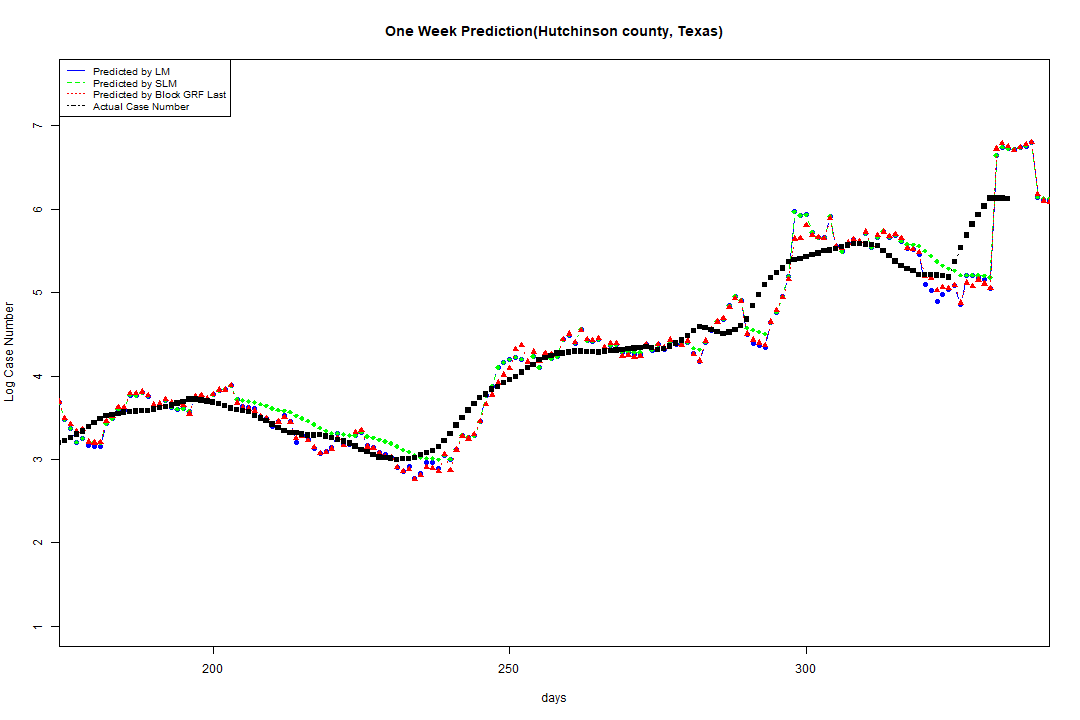 One Week Prediction(Hutchinson county, Texas)
Predicted by LM
Predicted by SLM
Predicted by Block GRF Last
Actual Case Number
Log Case Number
7
6
5
4
3
2
1
200
250
300
days